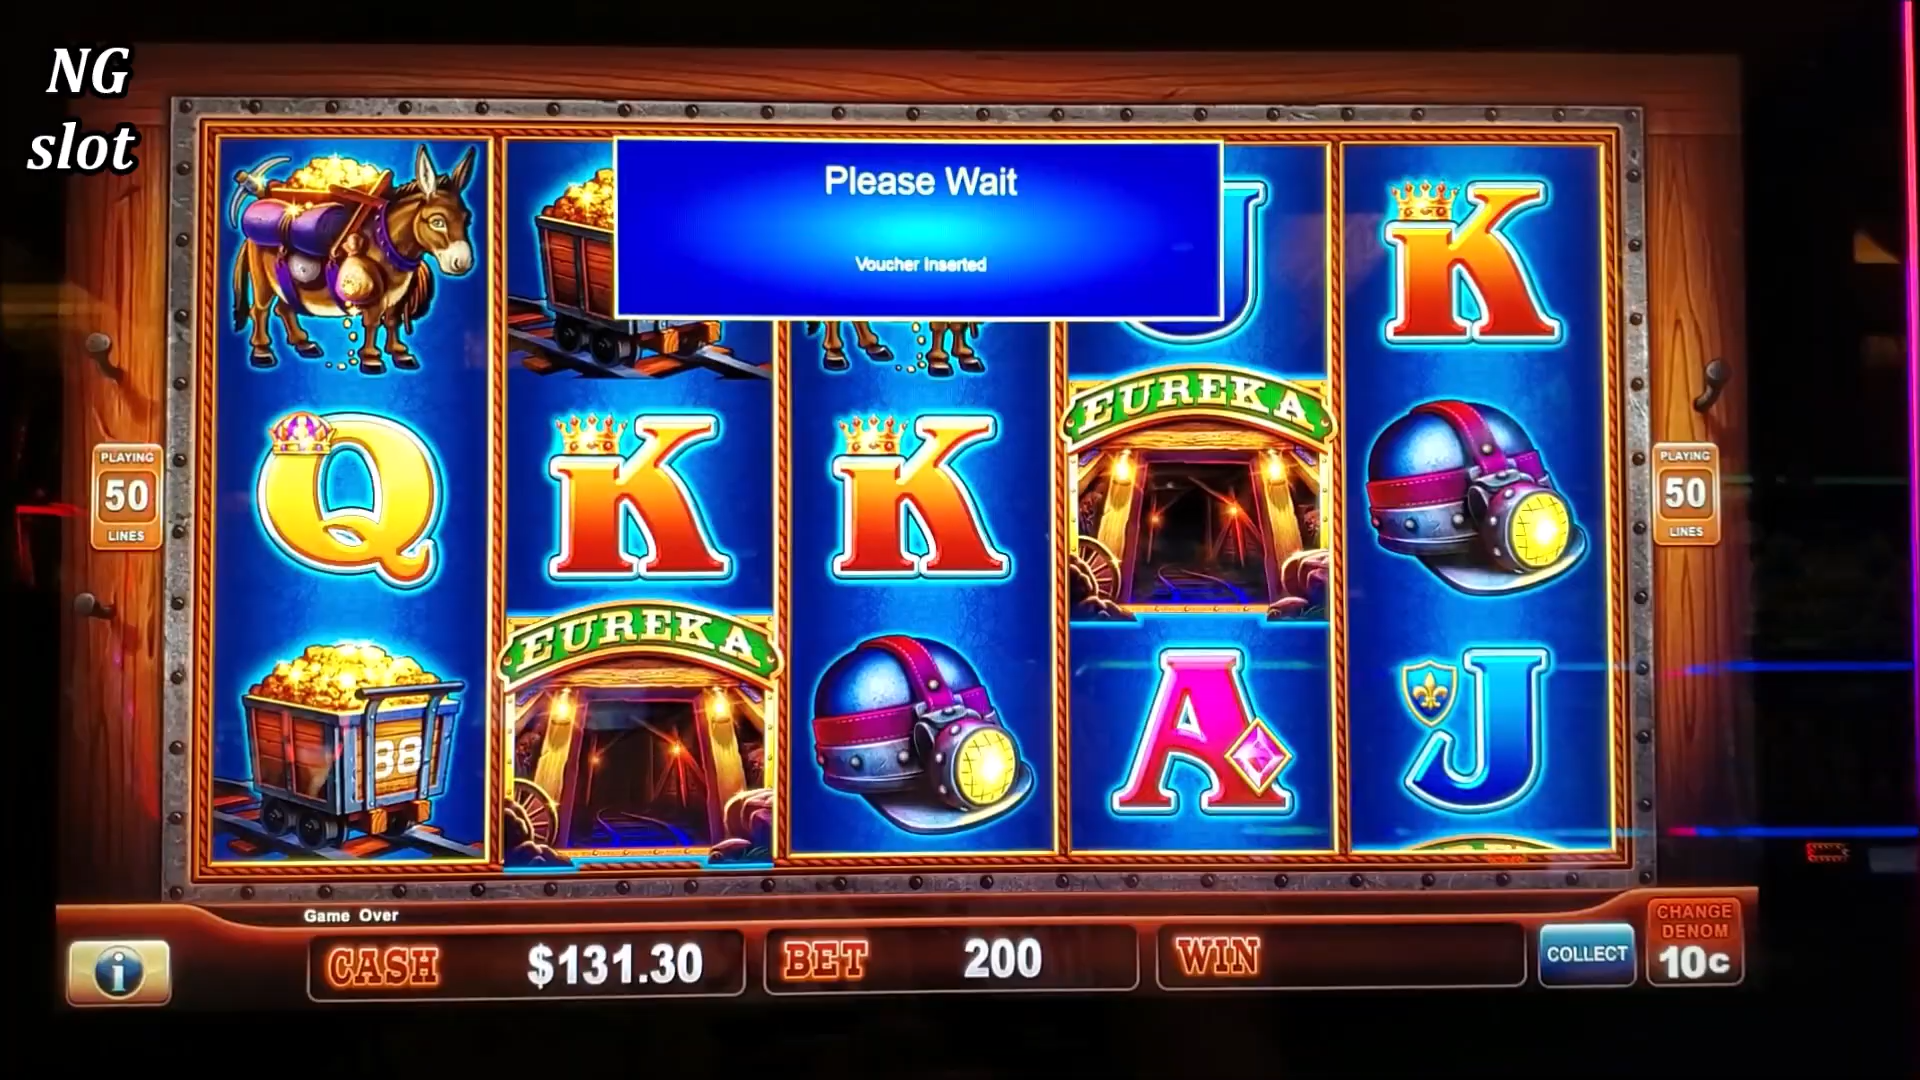 NG
slot
Please Wait
Voucher Inserted
K
EUREKA
Q
K
K
PLAYING
50
LINES
PLAYING
50
LINES
EUREKA
88
A
J
Game Over
CASH $131.30
BET 200
WIN
COLLECT
CHANGE
DENOM
10¢
i